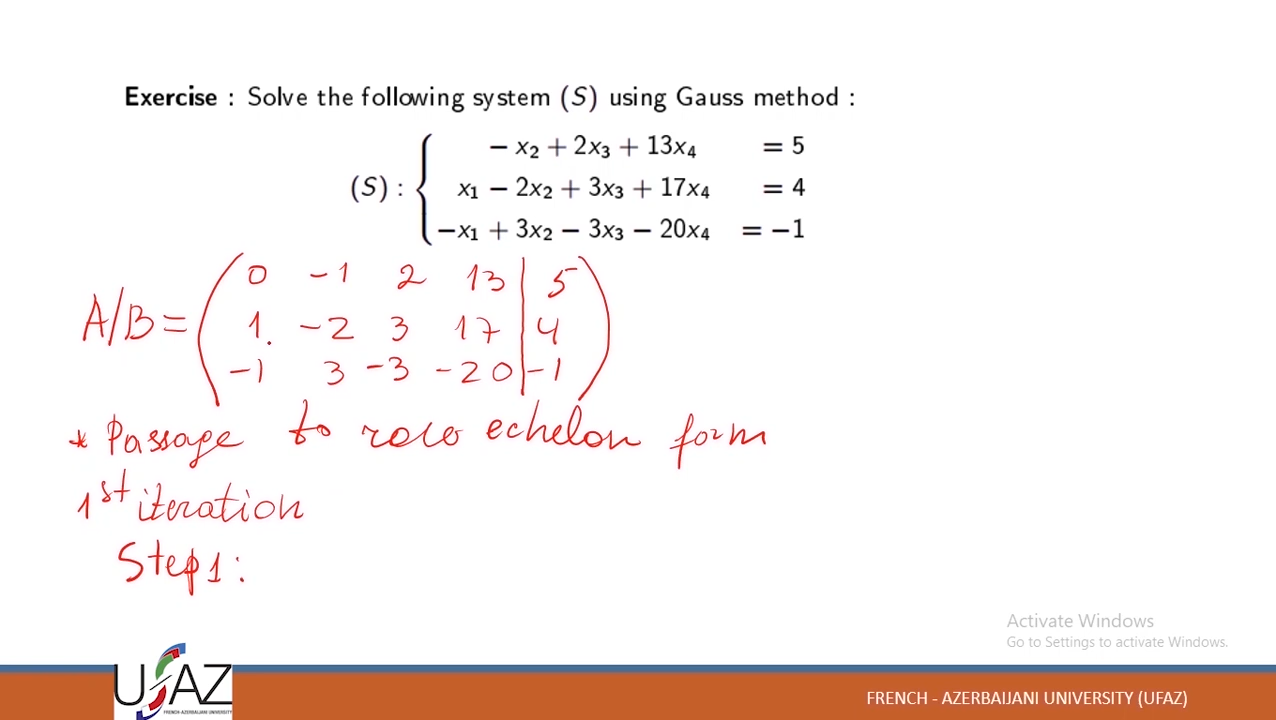 Exercise : Solve the following system (S) using Gauss method :
− x₂ + 2x₃ + 13x₄ = 5
(S) : { x₁ − 2x₂ + 3x₃ + 17x₄ = 4
−x₁ + 3x₂ − 3x₃ − 20x₄ = −1
0 -1 2 13 | 5
A/B = ( 1. -2 3 17 | 4 )
-1 3 -3 -20 | -1
* Passage to row echelon form
1st iteration
Step1:
Activate Windows
Go to Settings to activate Windows.
UFAZ
FRENCH - AZERBAIJANI UNIVERSITY
FRENCH - AZERBAIJANI UNIVERSITY (UFAZ)